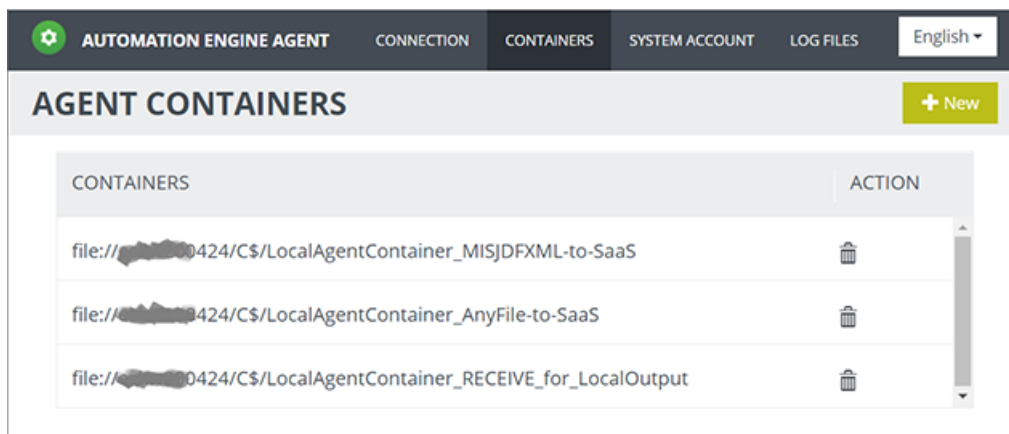 AUTOMATION ENGINE AGENT CONNECTION CONTAINERS SYSTEM ACCOUNT LOG FILES English
AGENT CONTAINERS + New
CONTAINERS ACTION
file:// 0424/C$/LocalAgentContainer_MISJDFXML-to-SaaS
file:// 424/C$/LocalAgentContainer_AnyFile-to-SaaS
file:// 0424/C$/LocalAgentContainer_RECEIVE_for_LocalOutput